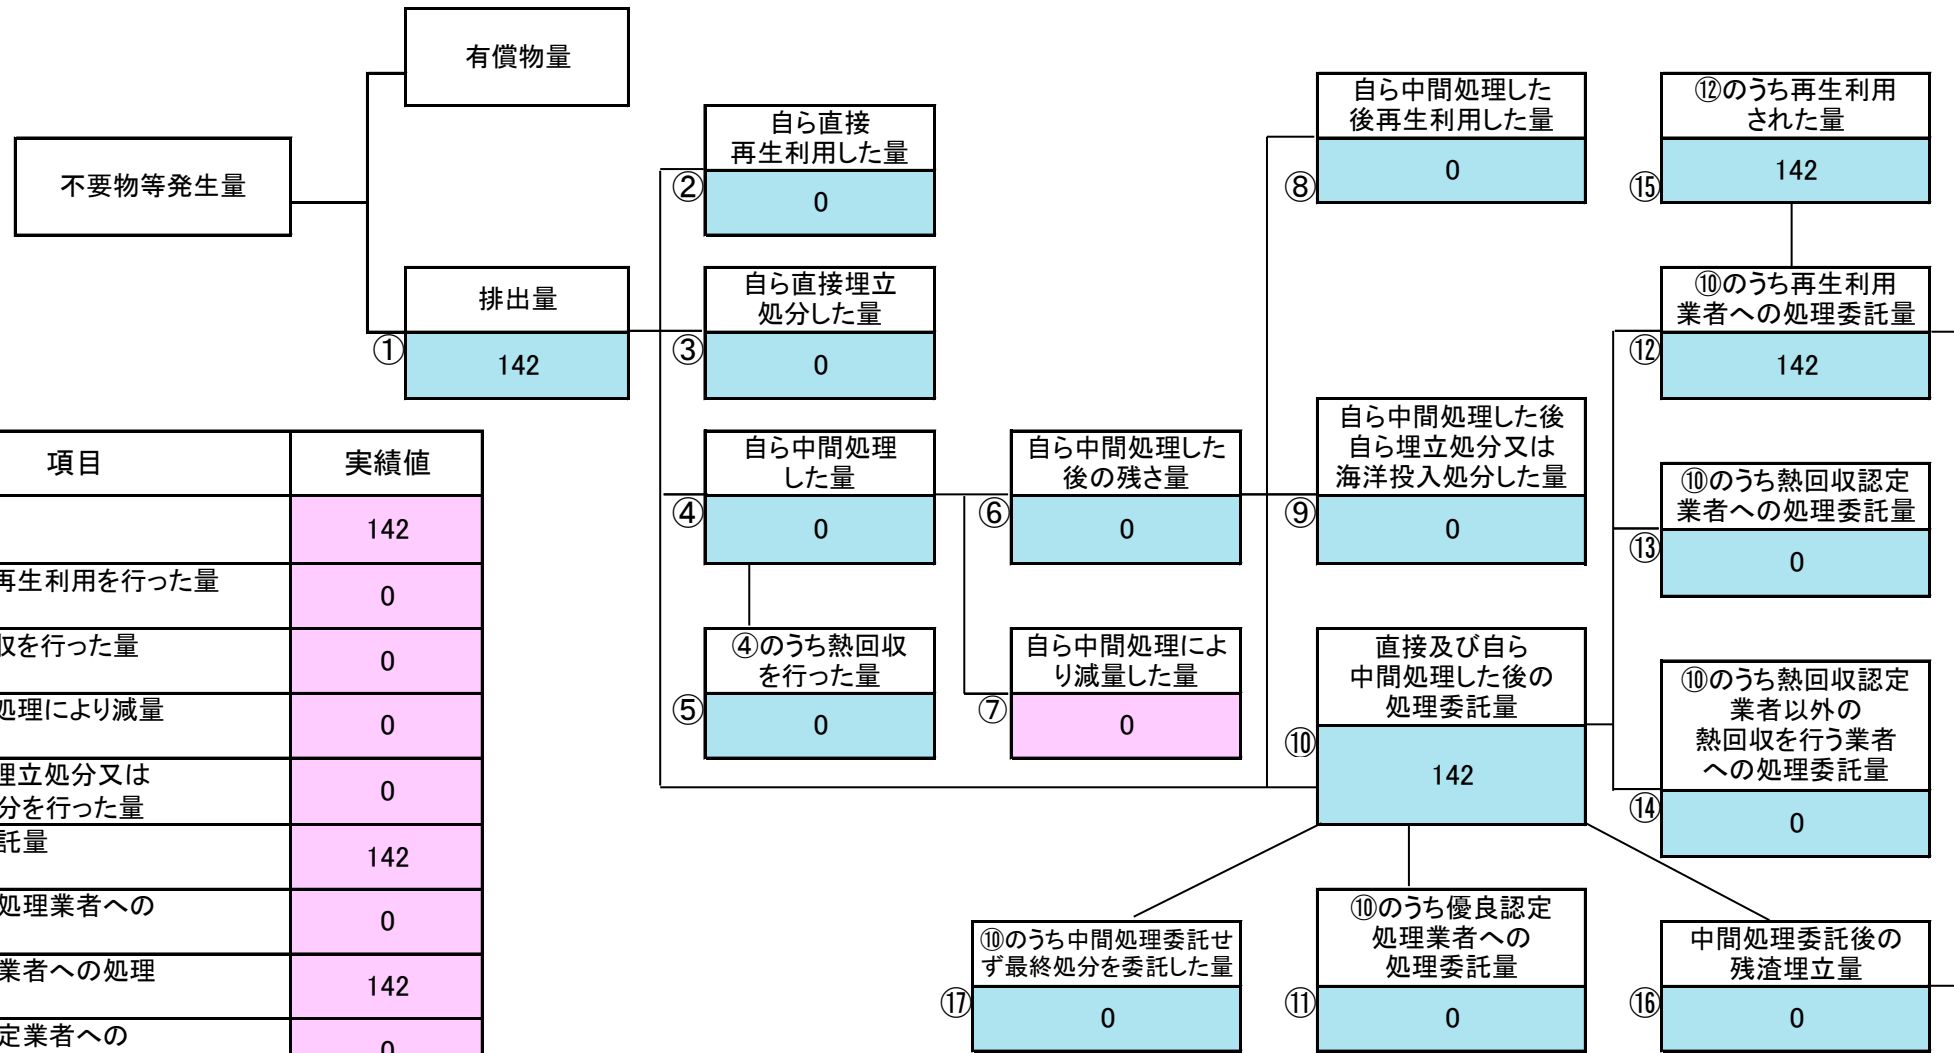 有償物量
不要物等発生量
排出量
①
142
自ら直接
再生利用した量
②
0
自ら直接埋立
処分した量
③
0
自ら中間処理
した量
④
0
④のうち熱回収
を行った量
⑤
0
自ら中間処理した
後の残さ量
⑥
0
自ら中間処理によ
り減量した量
⑦
0
自ら中間処理した
後再生利用した量
⑧
0
自ら中間処理した後
自ら埋立処分又は
海洋投入処分した量
⑨
0
直接及び自ら
中間処理した後の
処理委託量
⑩
142
⑩のうち優良認定
処理業者への
処理委託量
⑪
0
⑩のうち中間処理委託せ
ず最終処分を委託した量
⑰
0
⑫のうち再生利用
された量
⑮
142
⑩のうち再生利用
業者への処理委託量
⑫
142
⑩のうち熱回収認定
業者への処理委託量
⑬
0
⑩のうち熱回収認定
業者以外の
熱回収を行う業者
への処理委託量
⑭
0
中間処理委託後の
残渣埋立量
⑯
0
項目 実績値
142
再生利用を行った量
0
収を行った量
0
処理により減量
0
埋立処分又は
分を行った量
0
託量
142
処理業者への
0
業者への処理
142
定業者への
0